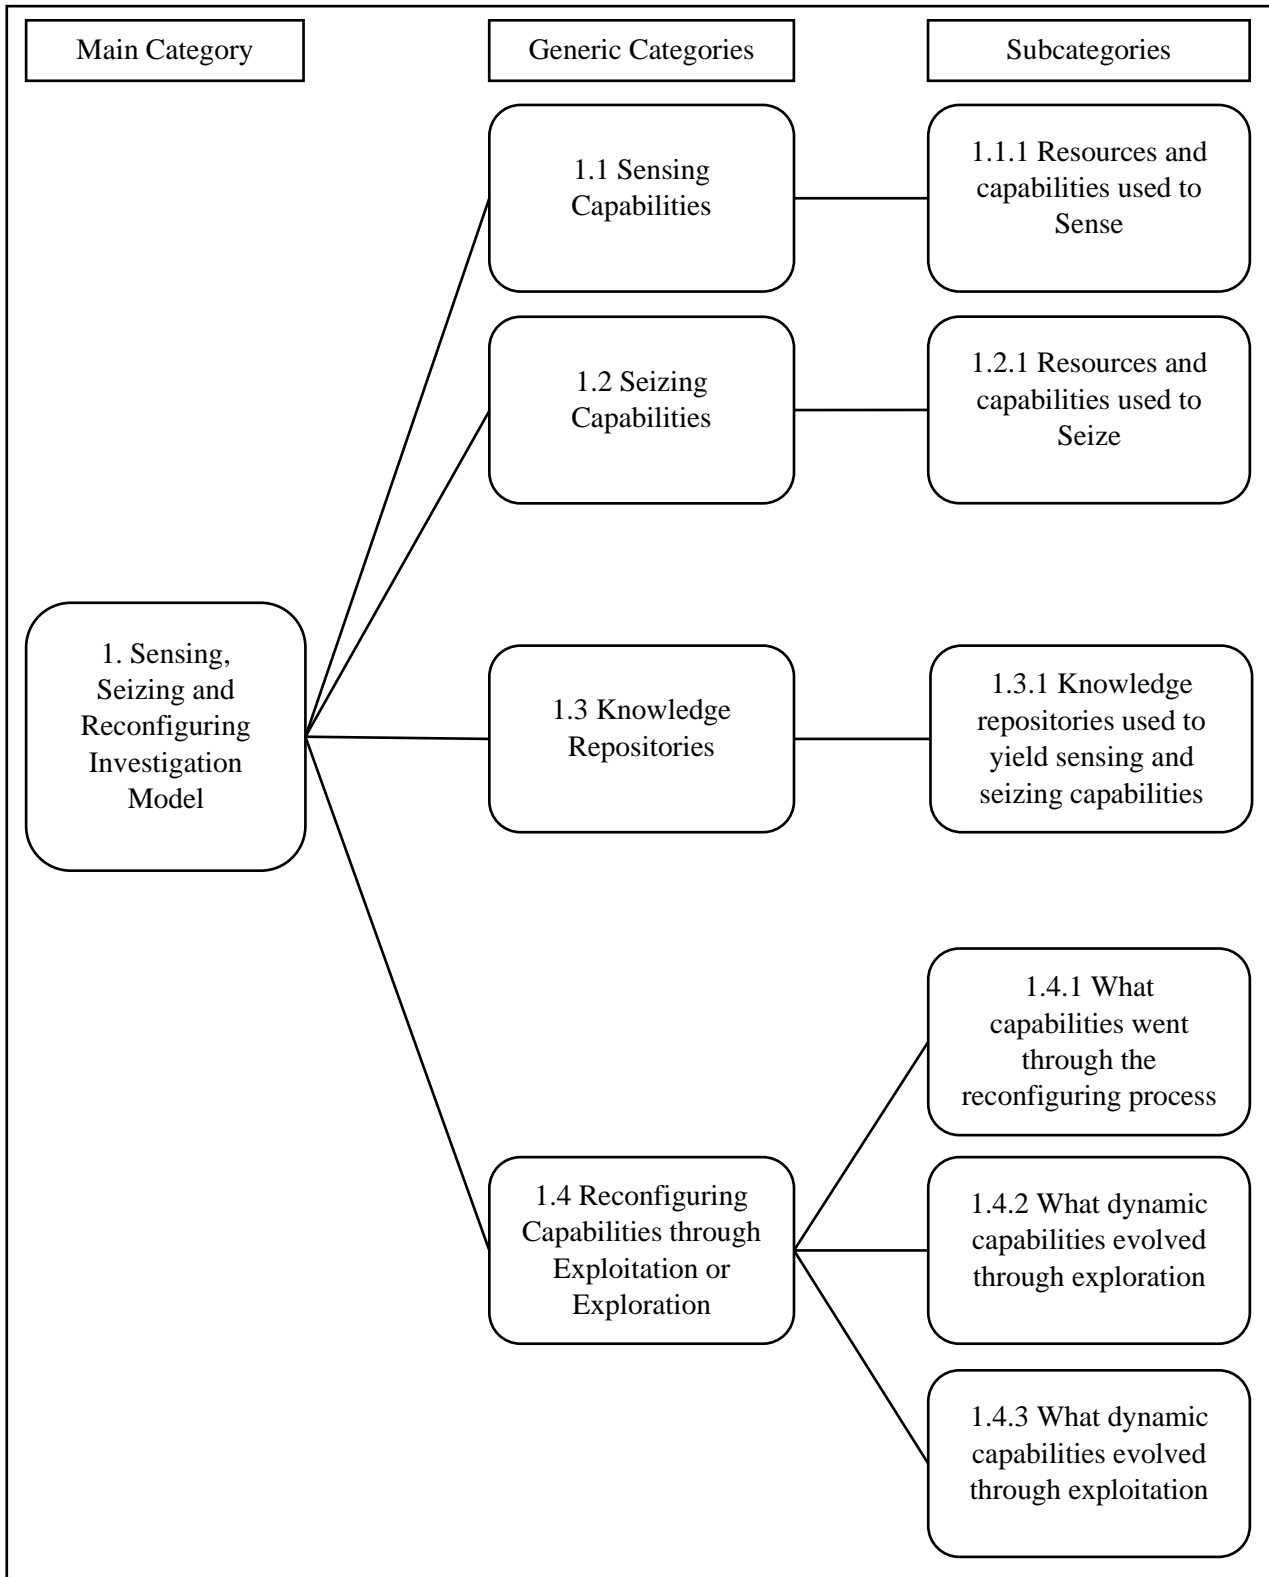 Main Category
Generic Categories
Subcategories
1.1 Sensing
Capabilities
1.1.1 Resources and
capabilities used to
Sense
1.2 Seizing
Capabilities
1.2.1 Resources and
capabilities used to
Seize
1. Sensing,
Seizing and
Reconfiguring
Investigation
Model
1.3 Knowledge
Repositories
1.3.1 Knowledge
repositories used to
yield sensing and
seizing capabilities
1.4 Reconfiguring
Capabilities through
Exploitation or
Exploration
1.4.1 What
capabilities went
through the
reconfiguring process
1.4.2 What dynamic
capabilities evolved
through exploration
1.4.3 What dynamic
capabilities evolved
through exploitation